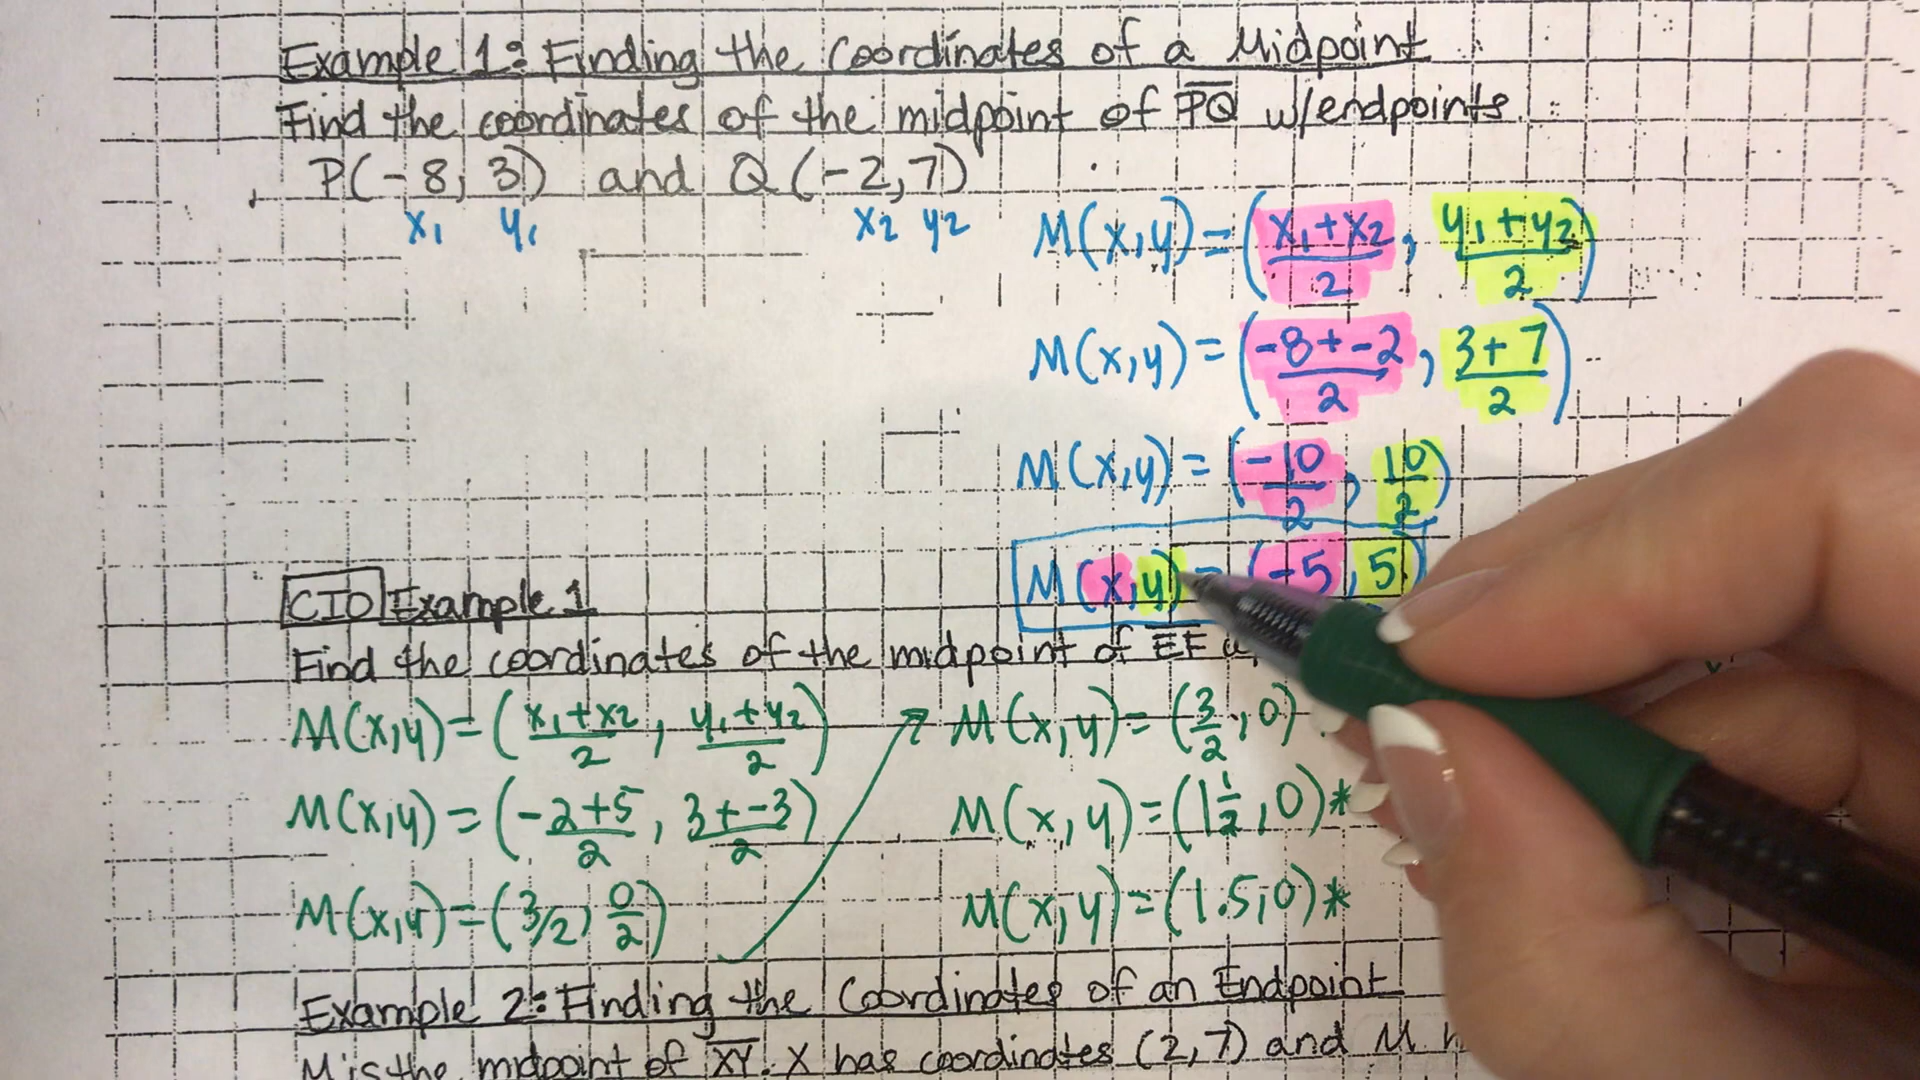 Example 1: Finding the Coordinates of a Midpoint
Find the coordinates of the midpoint of PQ w/endpoints
P(-8, 3) and Q(-2,7)
x₁ y₁ x₂ y₂
M(x,y) = (x₁+x₂/2, y₁+y₂/2)
M(x,y) = (-8+-2/2, 3+7/2)
M(x,y) = (-10/2, 10/2)
M(x,y) = (-5, 5)
CIO Example 1
Find the coordinates of the midpoint of EF
M(x,y) = (x₁+x₂/2, y₁+y₂/2)
M(x,y) = (-2+5/2, 3+-3/2)
M(x,y) = (3/2, 0/2)
M(x,y) = (3/2, 0)
M(x,y) = (1 1/2, 0)*
M(x,y) = (1.5,0)*
Example 2: Finding the Coordinates of an Endpoint
M is the midpoint of XY. X has coordinates (2,7) and M